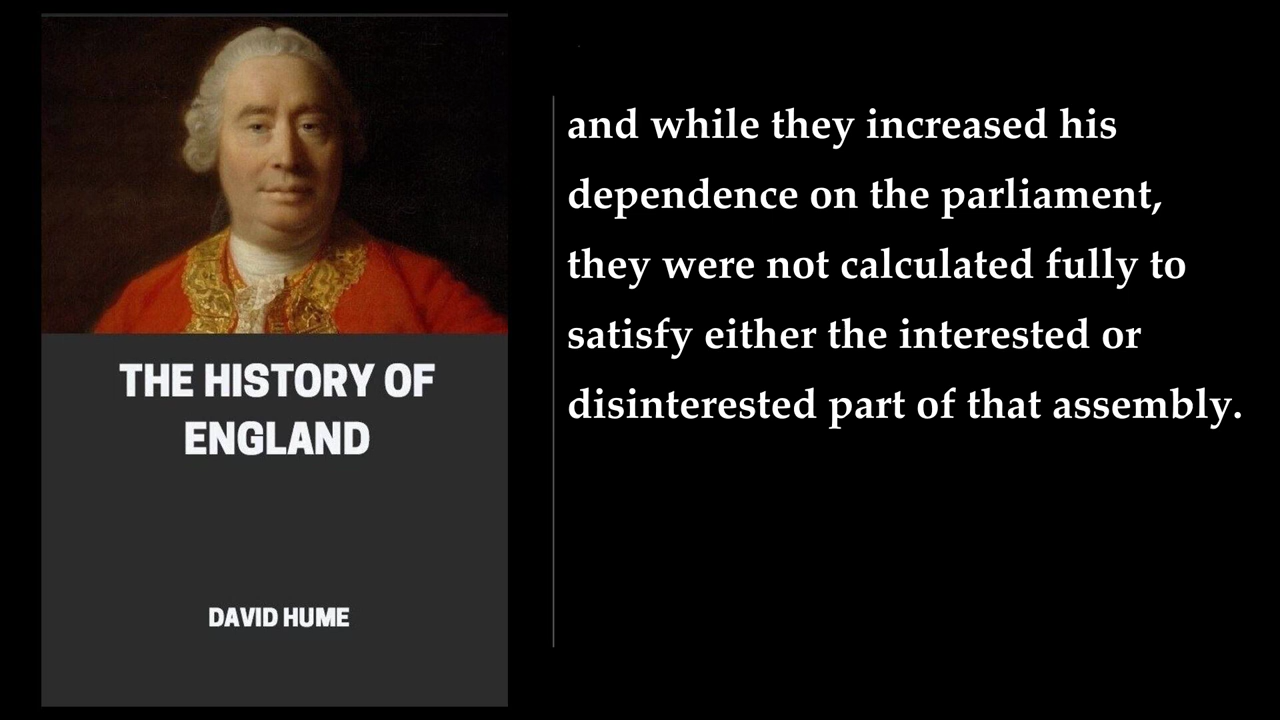 THE HISTORY OF
ENGLAND
DAVID HUME
and while they increased his
dependence on the parliament,
they were not calculated fully to
satisfy either the interested or
disinterested part of that assembly.